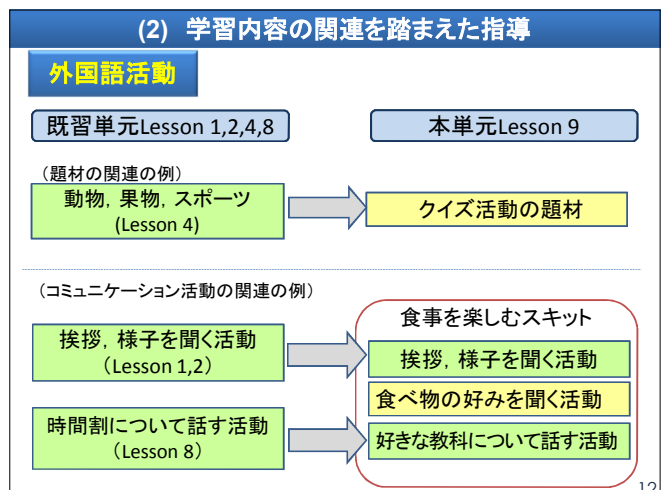 (2) 学習内容の関連を踏まえた指導
外国語活動
既習単元Lesson 1,2,4,8
本単元Lesson 9
（題材の関連の例）
動物，果物，スポーツ
(Lesson 4)
クイズ活動の題材
（コミュニケーション活動の関連の例）
食事を楽しむスキット
挨拶，様子を聞く活動
（Lesson 1,2）
挨拶，様子を聞く活動
食べ物の好みを聞く活動
時間割について話す活動
（Lesson 8）
好きな教科について話す活動
12